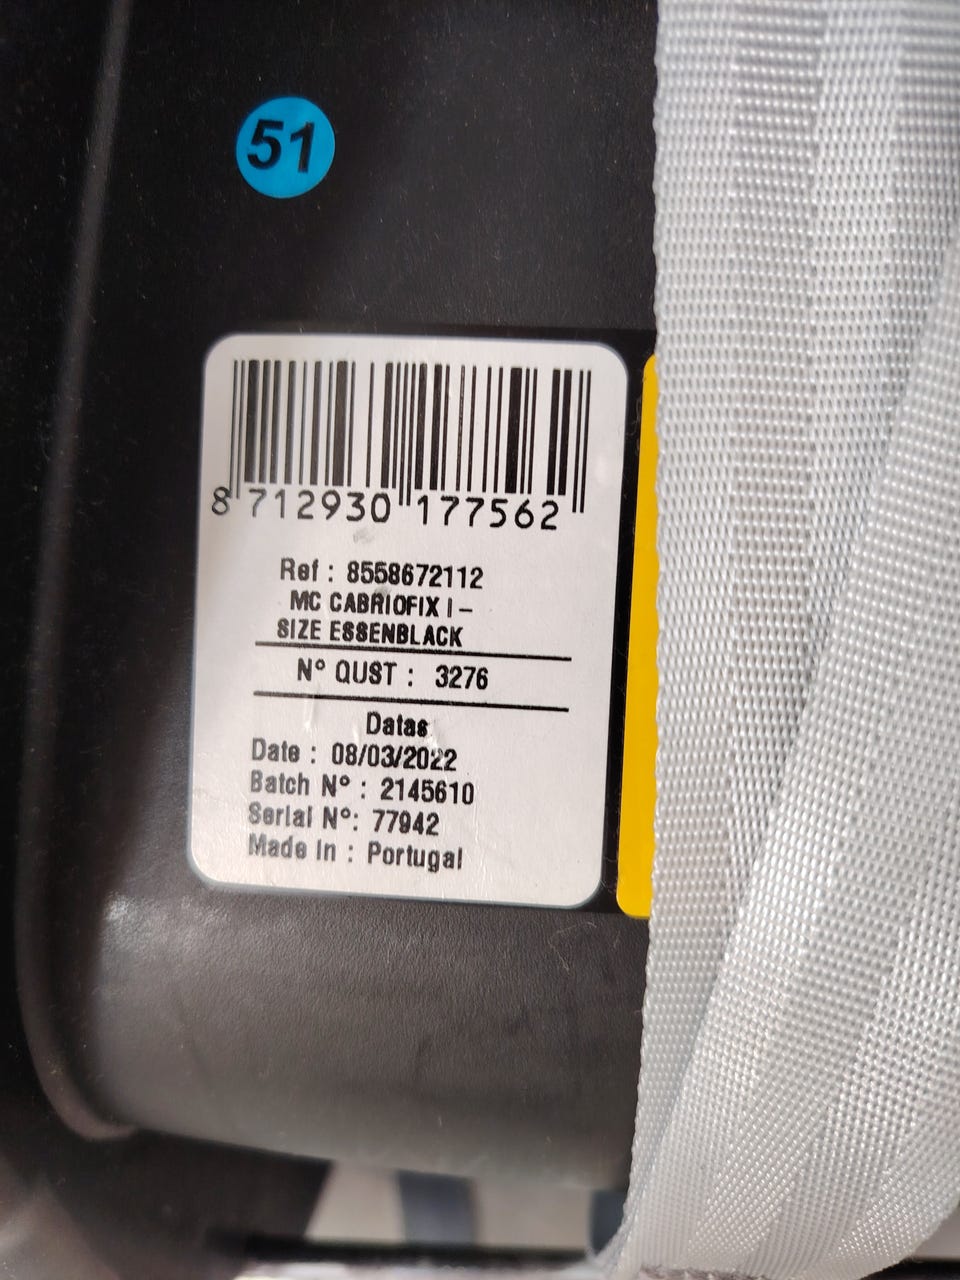 51
8 712930 177562
Ref : 8558672112
MC CABRIOFIX I -
SIZE ESSENBLACK
N° QUST : 3276
Datas
Date : 08/03/2022
Batch N° : 2145610
Serial N°: 77942
Made in : Portugal